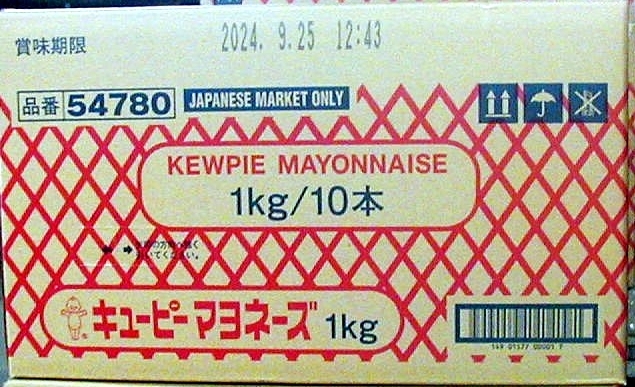 賞味期限 2024. 9.25 12:43
品番 54780 JAPANESE MARKET ONLY
KEWPIE MAYONNAISE
1kg/10本
キューピーマヨネーズ 1kg